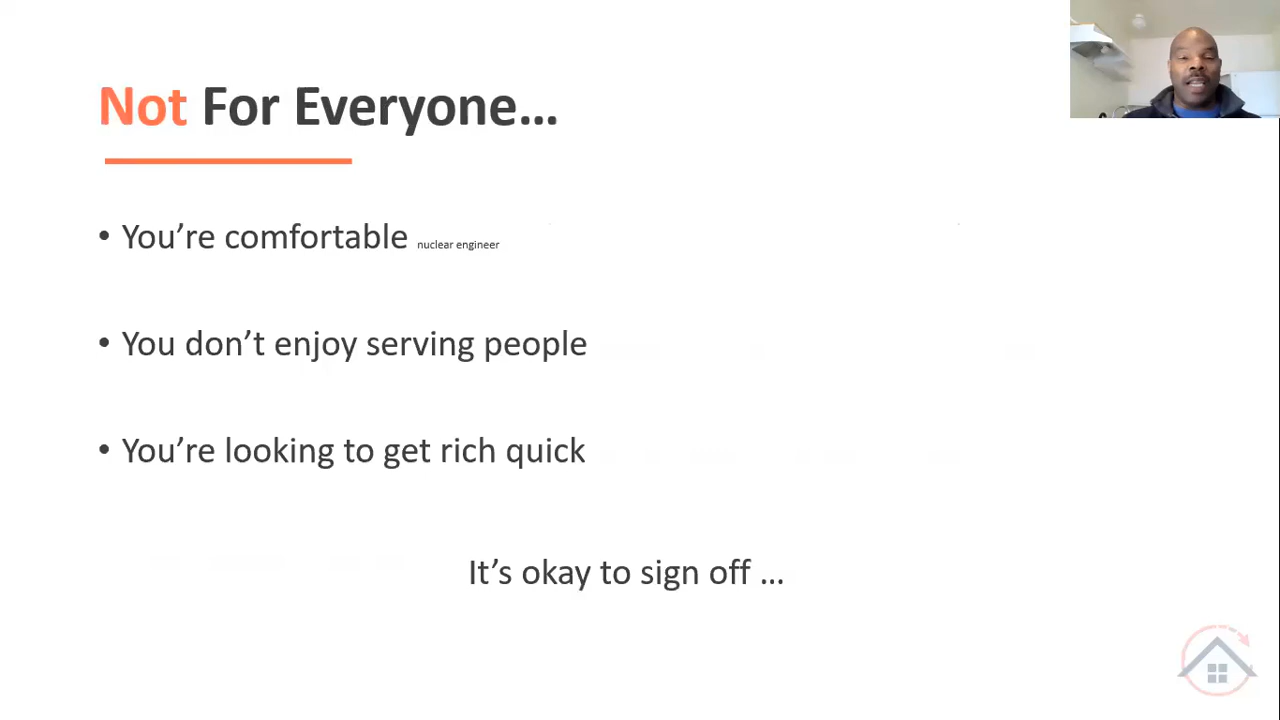 Not For Everyone...
• You’re comfortable nuclear engineer
• You don’t enjoy serving people
• You’re looking to get rich quick
It’s okay to sign off ...